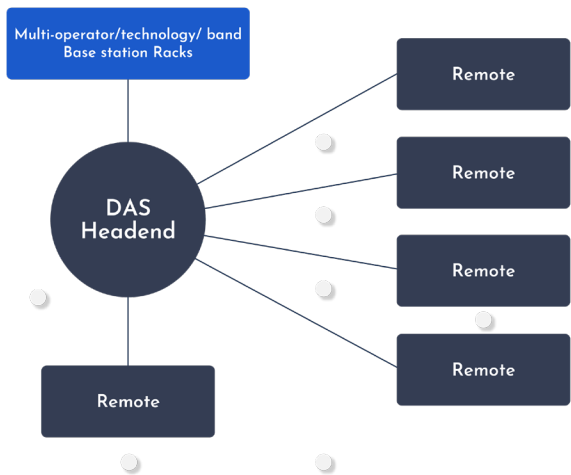 Multi-operator/technology/ band
Base station Racks
Remote
Remote
DAS
Headend
Remote
Remote
Remote